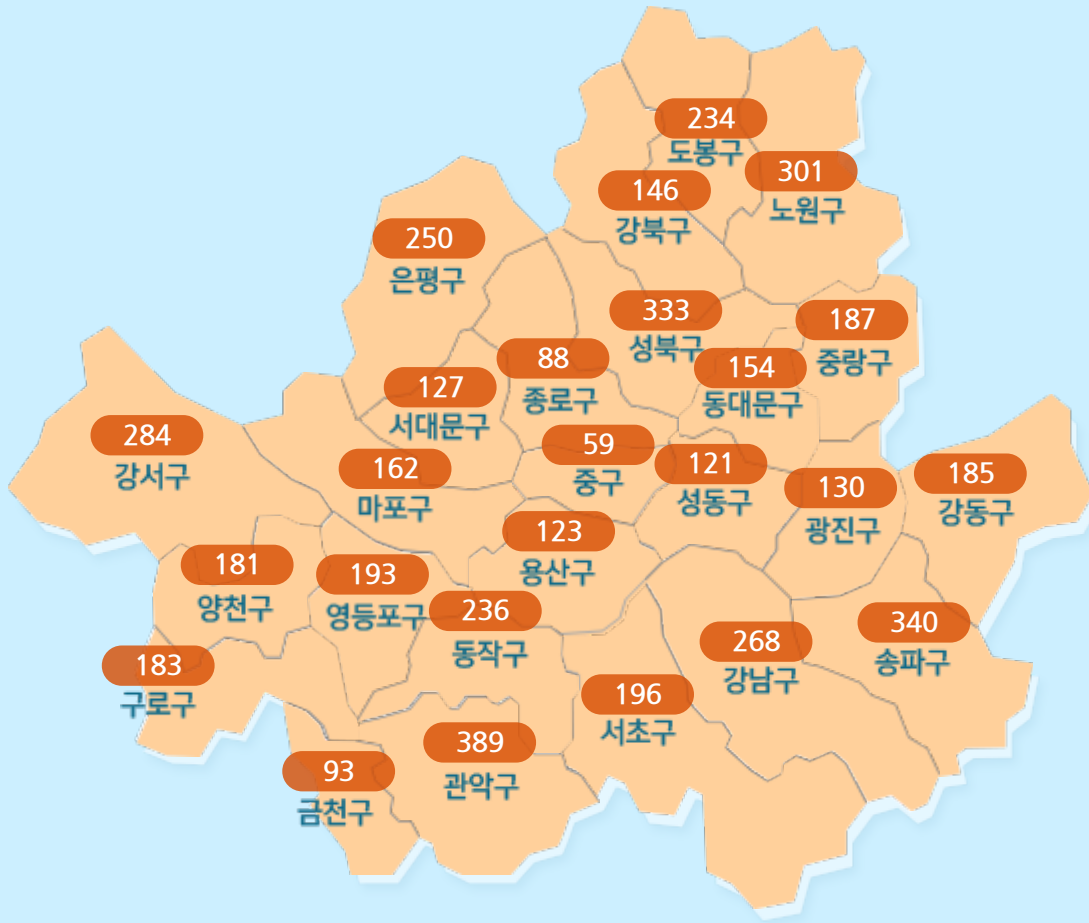 234
도봉구
301
노원구
146
강북구
250
은평구
333
성북구
187
중랑구
88
종로구
154
동대문구
127
서대문구
284
강서구
59
중구
121
성동구
162
마포구
130
광진구
185
강동구
123
용산구
181
양천구
193
영등포구
236
동작구
340
송파구
268
강남구
183
구로구
196
서초구
389
관악구
93
금천구